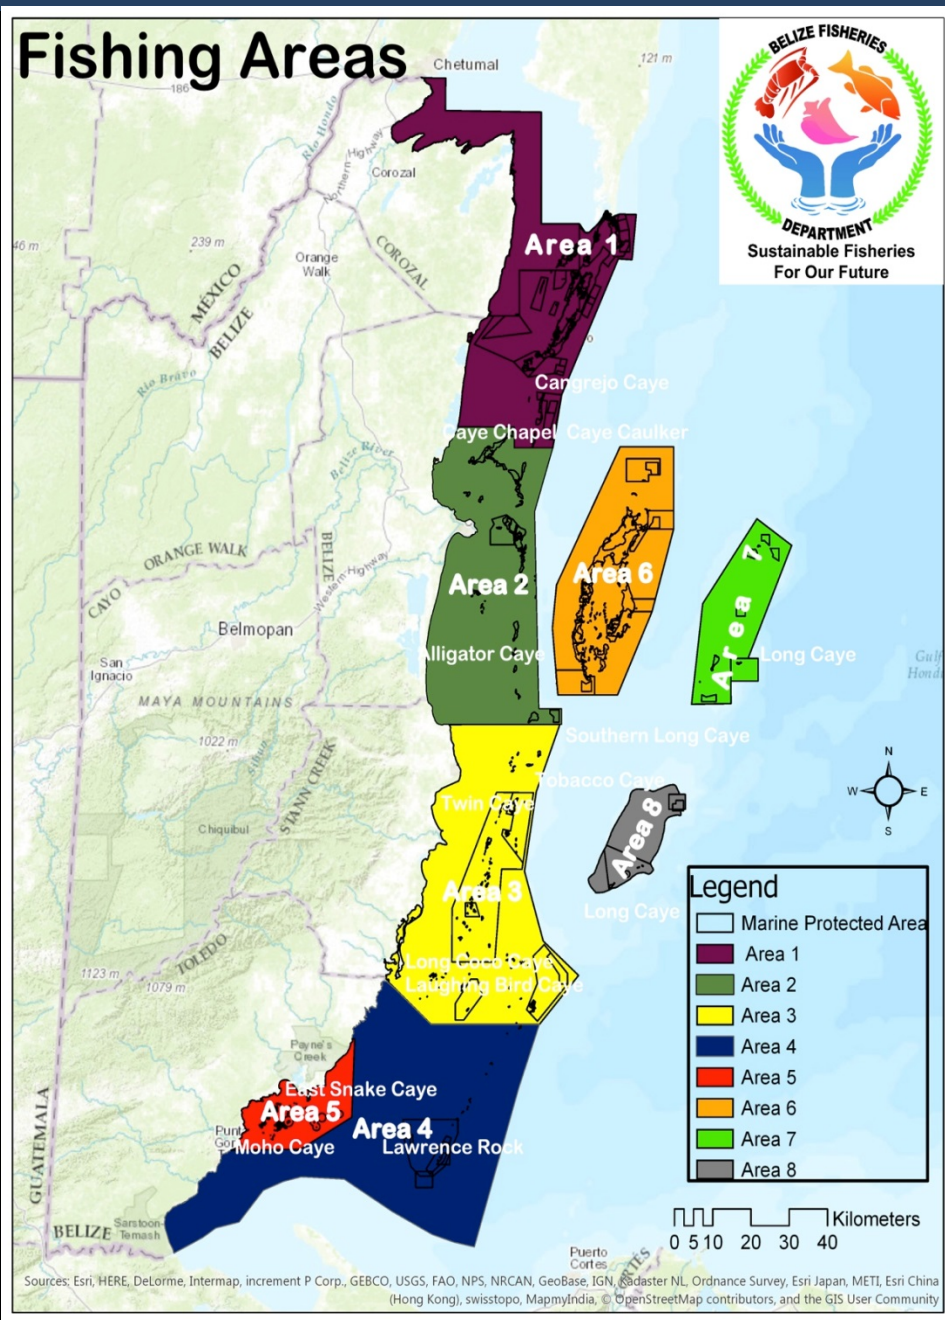 Fishing Areas
Chetumal
121 m
186
BELIZE FISHERIES
DEPARTMENT
Sustainable Fisheries
For Our Future
Rio Hondo
Northern Highway
Corozal
46 m
239 m
Orange
Walk
COROZAL
MÉXICO
BELIZE
Area 1
Rio Bravo
Cangrejo Caye
Caye Chapel
Caye Caulker
Belize River
ORANGE WALK
CAYO
BELIZE
Western Highway
Area 2
Area 6
Area 7
Belmopan
San
Ignacio
Alligator Caye
Long Caye
Gulf
Hond
MAYA MOUNTAINS
1022 m
Sibun
Southern Long Caye
STANN CREEK
Tobacco Caye
Twin Caye
N
W
E
S
Chiquibul
Area 8
Area 3
Long Caye
TOLEDO
1123 m
1079 m
Long Coco Caye
Laughing Bird Caye
Payne's
Creek
East Snake Caye
Area 5
Area 4
Punt
Gor
Moho Caye
Lawrence Rock
GUATEMALA
BELIZE
Sarstoon-
Temash
Puerto
Cortes
CORTÉS
Legend
Marine Protected Area
Area 1
Area 2
Area 3
Area 4
Area 5
Area 6
Area 7
Area 8
Kilometers
0 5 10 20 30 40
Sources: Esri, HERE, DeLorme, Intermap, increment P Corp., GEBCO, USGS, FAO, NPS, NRCAN, GeoBase, IGN, Kadaster NL, Ordnance Survey, Esri Japan, METI, Esri China
(Hong Kong), swisstopo, MapmyIndia, © OpenStreetMap contributors, and the GIS User Community